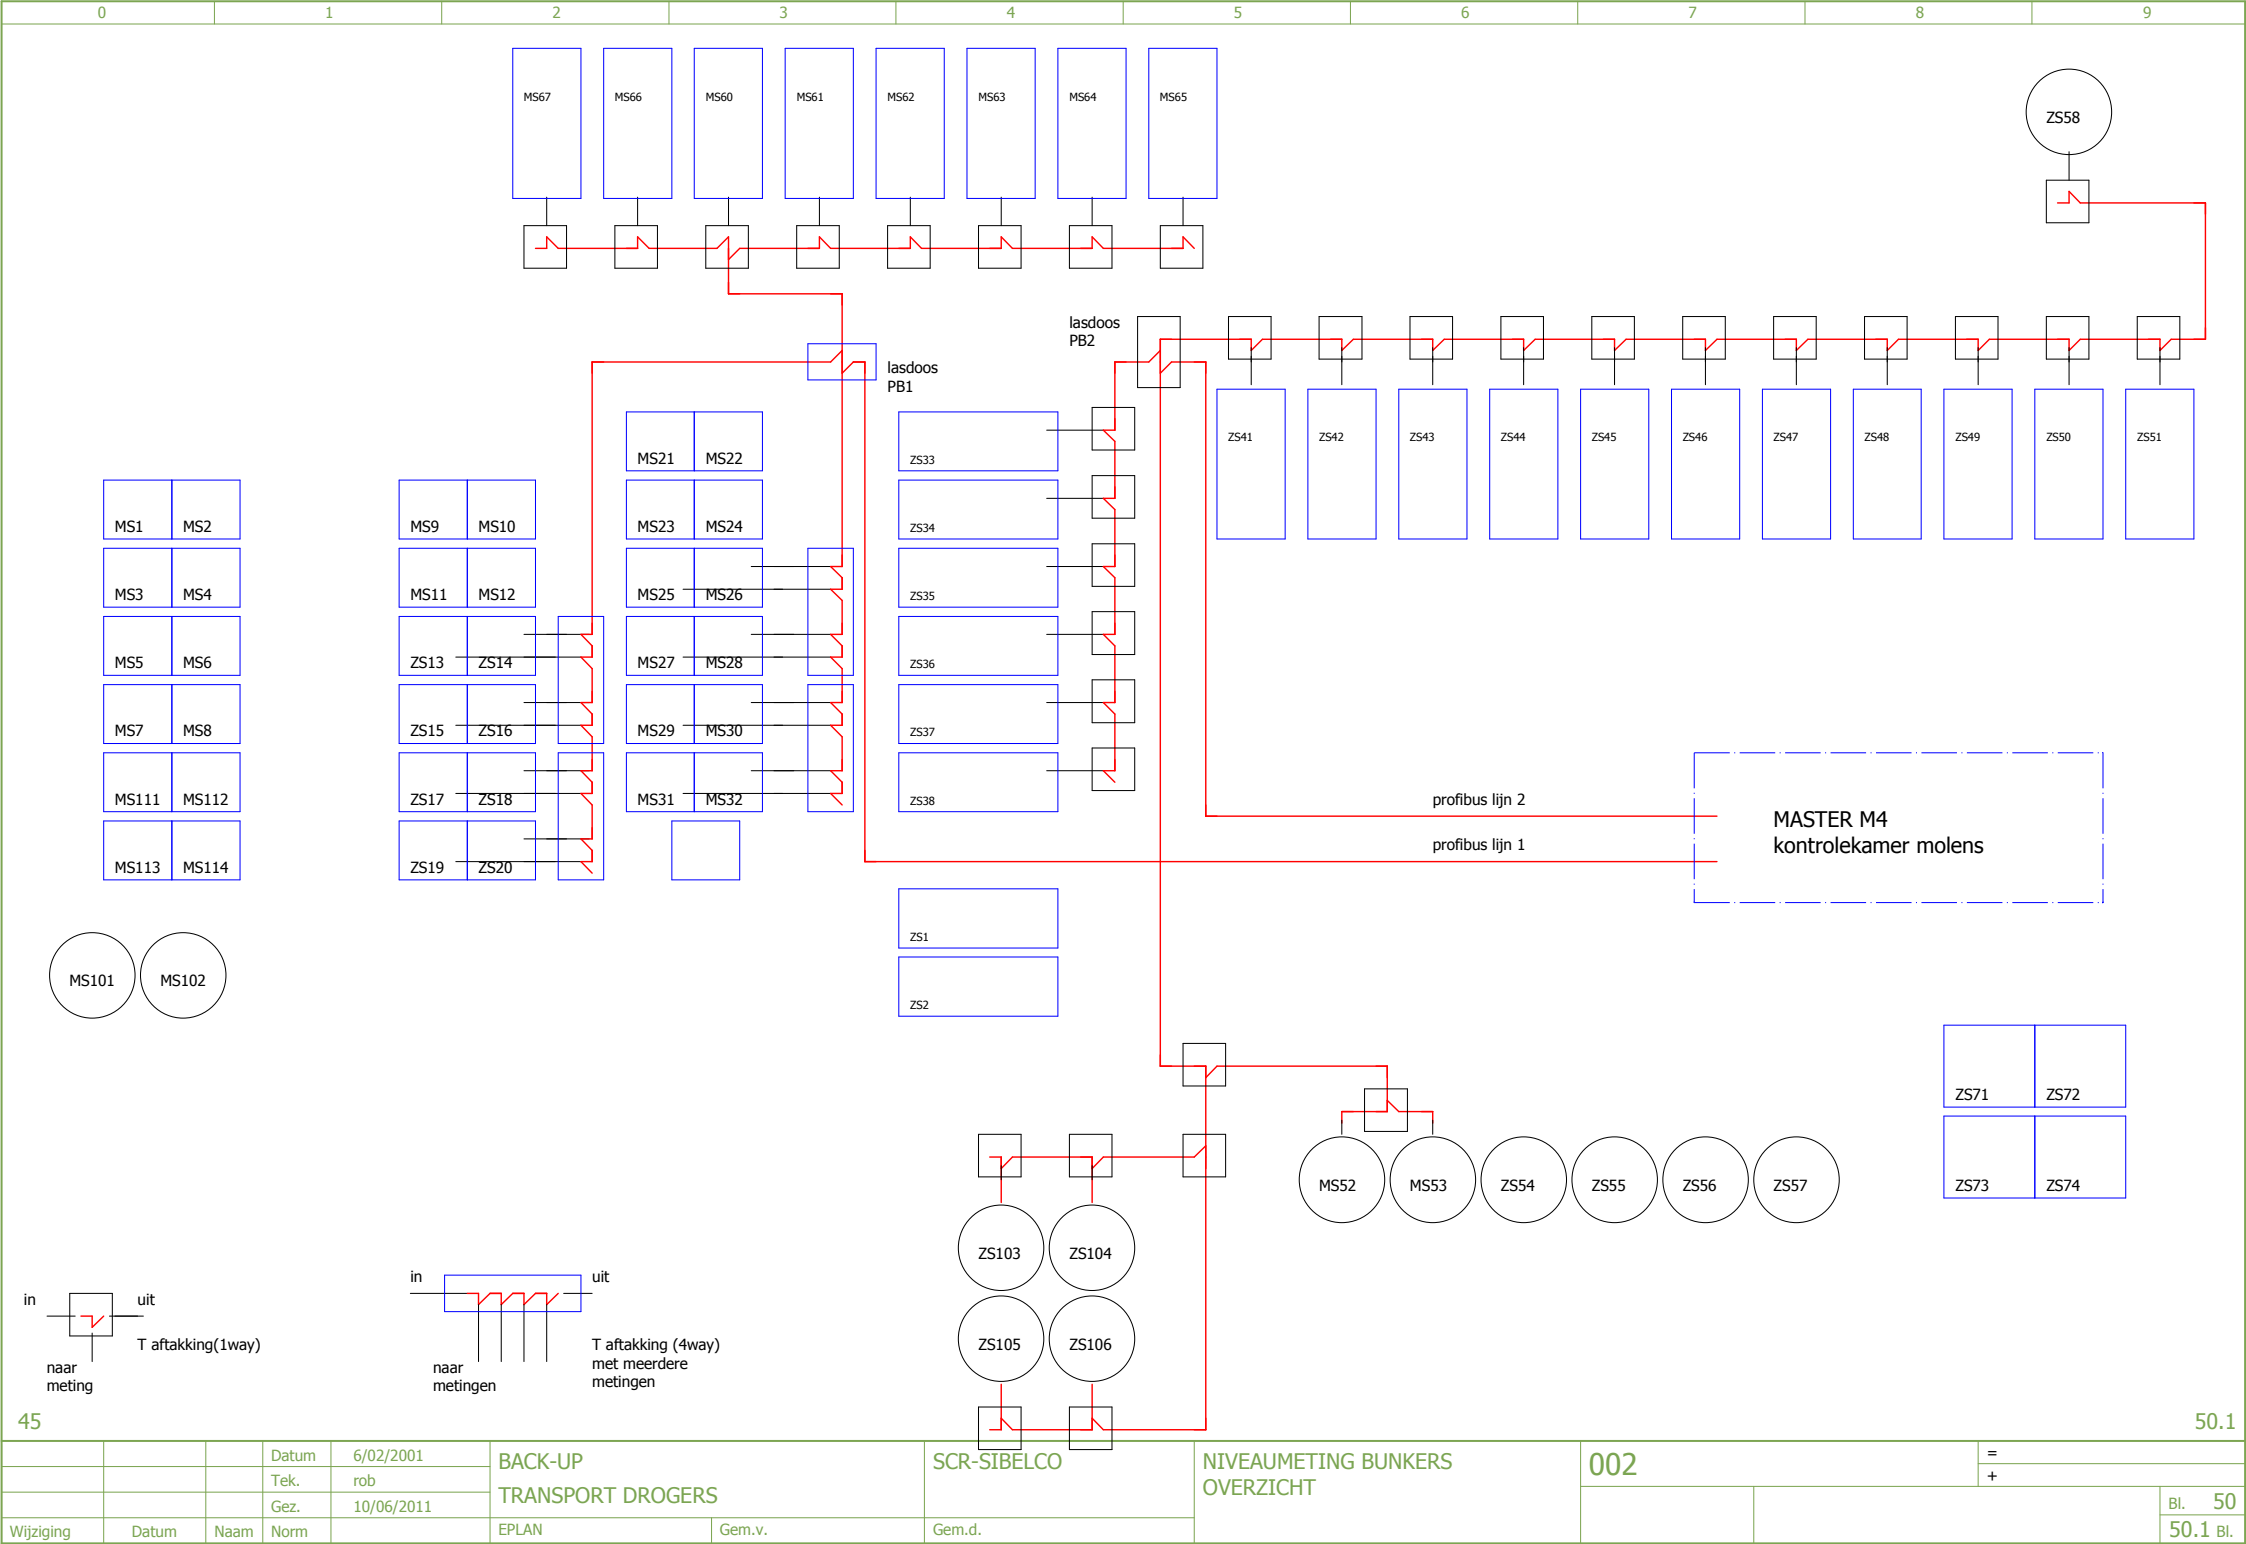 0 1 2 3 4 5 6 7 8 9
MS67 MS66 MS60 MS61 MS62 MS63 MS64 MS65
ZS58
lasdoos
PB2
lasdoos
PB1
ZS41 ZS42 ZS43 ZS44 ZS45 ZS46 ZS47 ZS48 ZS49 ZS50 ZS51
MS21 MS22 ZS33
MS1 MS2 MS9 MS10 MS23 MS24 ZS34
MS3 MS4 MS11 MS12 MS25 MS26 ZS35
MS5 MS6 ZS13 ZS14 MS27 MS28 ZS36
MS7 MS8 ZS15 ZS16 MS29 MS30 ZS37
MS111 MS112 ZS17 ZS18 MS31 MS32 ZS38
profibus lijn 2
MASTER M4
kontrolekamer molens
profibus lijn 1
MS113 MS114 ZS19 ZS20
ZS1
MS101 MS102
ZS2
ZS71 ZS72
MS52 MS53 ZS54 ZS55 ZS56 ZS57
ZS73 ZS74
ZS103 ZS104
ZS105 ZS106
in uit
T aftakking(1way)
naar
meting
in uit
T aftakking (4way)
met meerdere
metingen
naar
metingen
45 50.1
Datum 6/02/2001
Tek. rob
Gez. 10/06/2011
Wijziging Datum Naam Norm
BACK-UP
TRANSPORT DROGERS
EPLAN Gem.v. Gem.d.
SCR-SIBELCO
NIVEAUMETING BUNKERS
OVERZICHT
002
=
+
Bl. 50
50.1 Bl.